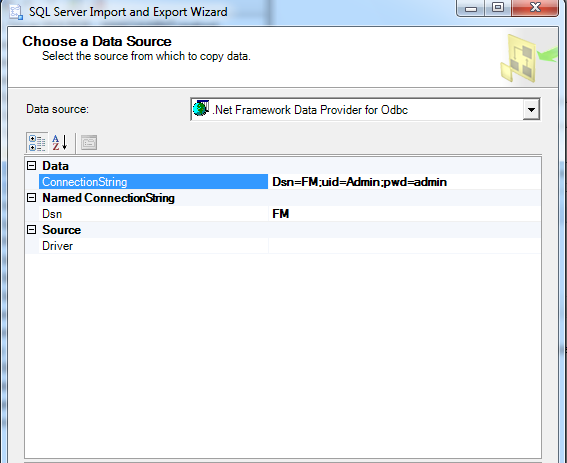 SQL Server Import and Export Wizard
Choose a Data Source
Select the source from which to copy data.
Data source: .Net Framework Data Provider for Odbc
A
Z
Data
ConnectionString Dsn=FM;uid=Admin;pwd=admin
Named ConnectionString
Dsn FM
Source
Driver